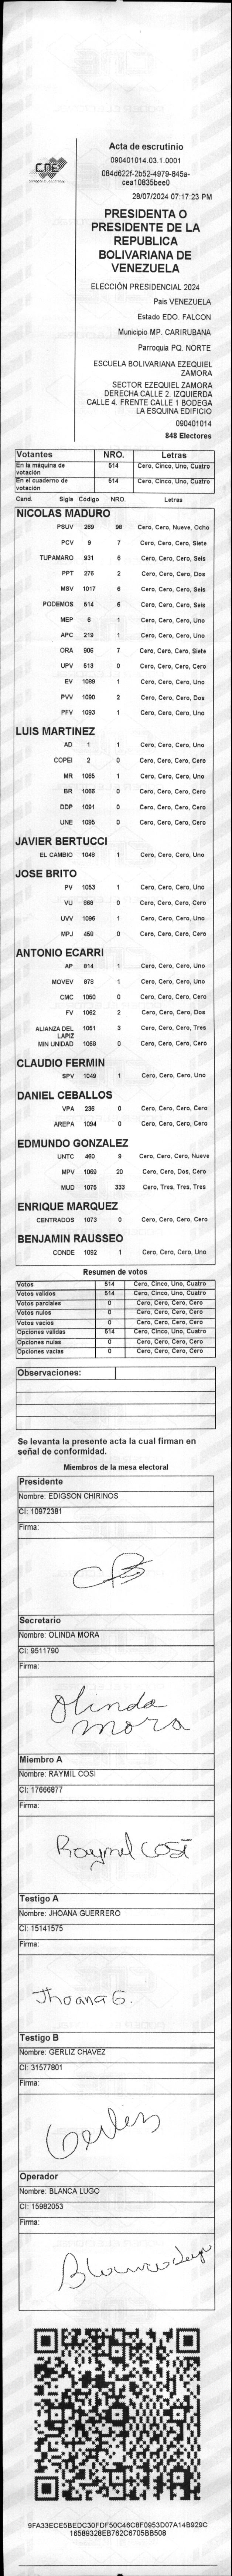 CNE
Acta de escrutinio
090401014.03.1.0001
084d622f-2b52-4979-845a-
cea10835bee0
28/07/2024 07:17:23 PM
PRESIDENTA O
PRESIDENTE DE LA
REPUBLICA
BOLIVARIANA DE
VENEZUELA
ELECCIÓN PRESIDENCIAL 2024
País VENEZUELA
Estado EDO. FALCON
Municipio MP. CARIRUBANA
Parroquia PQ. NORTE
ESCUELA BOLIVARIANA EZEQUIEL
ZAMORA
SECTOR EZEQUIEL ZAMORA
DERECHA CALLE 2. IZQUIERDA
CALLE 4. FRENTE CALLE 1 BODEGA
LA ESQUINA EDIFICIO
090401014
848 Electores
Votantes NRO. Letras
En la máquina de votación 514 Cero, Cinco, Uno, Cuatro
En el cuaderno de votación 514 Cero, Cinco, Uno, Cuatro
Cand. Sigla Código NRO. Letras
NICOLAS MADURO
PSUV 269 98 Cero, Cero, Nueve, Ocho
PCV 9 7 Cero, Cero, Cero, Siete
TUPAMARO 931 6 Cero, Cero, Cero, Seis
PPT 276 2 Cero, Cero, Cero, Dos
MSV 1017 6 Cero, Cero, Cero, Seis
PODEMOS 514 6 Cero, Cero, Cero, Seis
MEP 6 1 Cero, Cero, Cero, Uno
APC 219 1 Cero, Cero, Cero, Uno
ORA 906 7 Cero, Cero, Cero, Siete
UPV 513 0 Cero, Cero, Cero, Cero
EV 1089 1 Cero, Cero, Cero, Uno
PVV 1090 2 Cero, Cero, Cero, Dos
PFV 1093 1 Cero, Cero, Cero, Uno
LUIS MARTINEZ
AD 1 1 Cero, Cero, Cero, Uno
COPEI 2 0 Cero, Cero, Cero, Cero
MR 1065 1 Cero, Cero, Cero, Uno
BR 1066 0 Cero, Cero, Cero, Cero
DDP 1091 0 Cero, Cero, Cero, Cero
UNE 1095 0 Cero, Cero, Cero, Cero
JAVIER BERTUCCI
EL CAMBIO 1048 1 Cero, Cero, Cero, Uno
JOSE BRITO
PV 1053 1 Cero, Cero, Cero, Uno
VU 868 0 Cero, Cero, Cero, Cero
UVV 1096 1 Cero, Cero, Cero, Uno
MPJ 458 0 Cero, Cero, Cero, Cero
ANTONIO ECARRI
AP 814 1 Cero, Cero, Cero, Uno
MOVEV 878 1 Cero, Cero, Cero, Uno
CMC 1050 0 Cero, Cero, Cero, Cero
FV 1062 2 Cero, Cero, Cero, Dos
ALIANZA DEL LAPIZ 1051 3 Cero, Cero, Cero, Tres
MIN UNIDAD 1068 0 Cero, Cero, Cero, Cero
CLAUDIO FERMIN
SPV 1049 1 Cero, Cero, Cero, Uno
DANIEL CEBALLOS
VPA 236 0 Cero, Cero, Cero, Cero
AREPA 1094 0 Cero, Cero, Cero, Cero
EDMUNDO GONZALEZ
UNTC 460 9 Cero, Cero, Cero, Nueve
MPV 1069 20 Cero, Cero, Dos, Cero
MUD 1075 333 Cero, Tres, Tres, Tres
ENRIQUE MARQUEZ
CENTRADOS 1073 0 Cero, Cero, Cero, Cero
BENJAMIN RAUSSEO
CONDE 1092 1 Cero, Cero, Cero, Uno
Resumen de votos
Votos 514 Cero, Cinco, Uno, Cuatro
Votos validos 514 Cero, Cinco, Uno, Cuatro
Votos parciales 0 Cero, Cero, Cero, Cero
Votos nulos 0 Cero, Cero, Cero, Cero
Votos vacíos 0 Cero, Cero, Cero, Cero
Opciones validas 514 Cero, Cinco, Uno, Cuatro
Opciones nulas 0 Cero, Cero, Cero, Cero
Opciones vacías 0 Cero, Cero, Cero, Cero
Observaciones:
Se levanta la presente acta la cual firman en
señal de conformidad.
Miembros de la mesa electoral
Presidente
Nombre: EDIGSON CHIRINOS
CI: 10972381
Firma:
Secretario
Nombre: OLINDA MORA
CI: 9511790
Firma:
Olinda
mora
Miembro A
Nombre: RAYMIL COSI
CI: 17666877
Firma:
Raymil Cosi
Testigo A
Nombre: JHOANA GUERRERO
CI: 15141575
Firma:
Jhoana G.
Testigo B
Nombre: GERLIZ CHAVEZ
CI: 31577801
Firma:
Operador
Nombre: BLANCA LUGO
CI: 15982053
Firma:
Blanca Lugo
9FA33ECE5BEDC30FDF50C46C8F0953D07A14B929C
16589328EB762C6705BB508